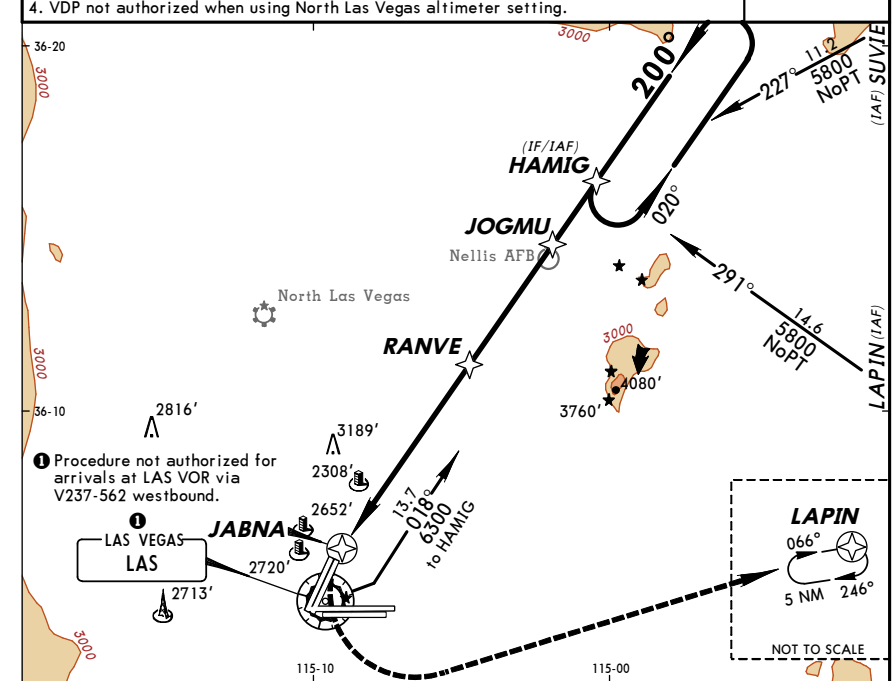 4. VDP not authorized when using North Las Vegas altimeter setting.
36-20
3000
3000
200°
11.2
227°
5800
NoPT
(IAF) SUVIE
(IF/IAF)
HAMIG
020°
JOGMU
Nellis AFB
291°
14.6
5800
NoPT
LAPIN (IAF)
North Las Vegas
RANVE
3000
3000
4080'
3760'
36-10
2816'
3189'
1 Procedure not authorized for
arrivals at LAS VOR via
V237-562 westbound.
2308'
2652'
13.7
018°
6300
to HAMIG
1
JABNA
LAS VEGAS
LAS
2720'
2713'
3000
LAPIN
066°
5 NM
246°
NOT TO SCALE
115-10
115-00